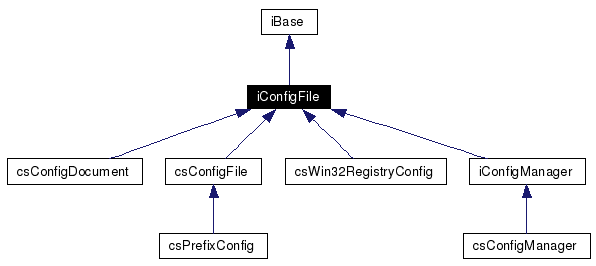 iBase
iConfigFile
csConfigDocument
csConfigFile
csWin32RegistryConfig
iConfigManager
csPrefixConfig
csConfigManager